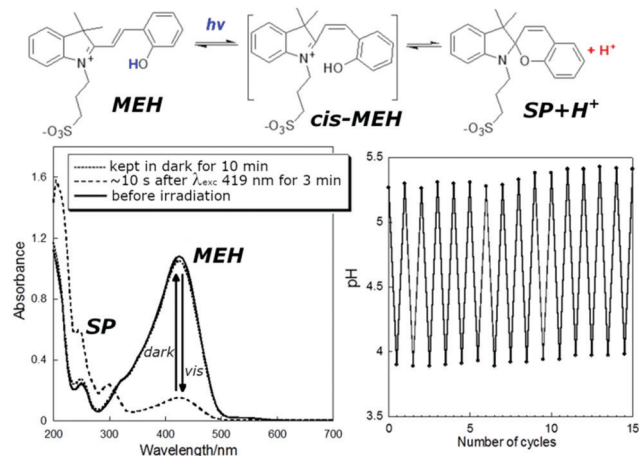 hν
HO
N⁺
⁻O₃S
MEH
N⁺
HO
⁻O₃S
cis-MEH
N
O
+ H⁺
⁻O₃S
SP+H⁺
kept in dark for 10 min
~10 s after λexc 419 nm for 3 min
before irradiation
MEH
SP
dark
vis
Absorbance
1.6
1.2
0.8
0.4
0
200 300 400 500 600 700
Wavelength/nm
pH
5.5
5
4.5
4
3.5
0 5 10 15
Number of cycles